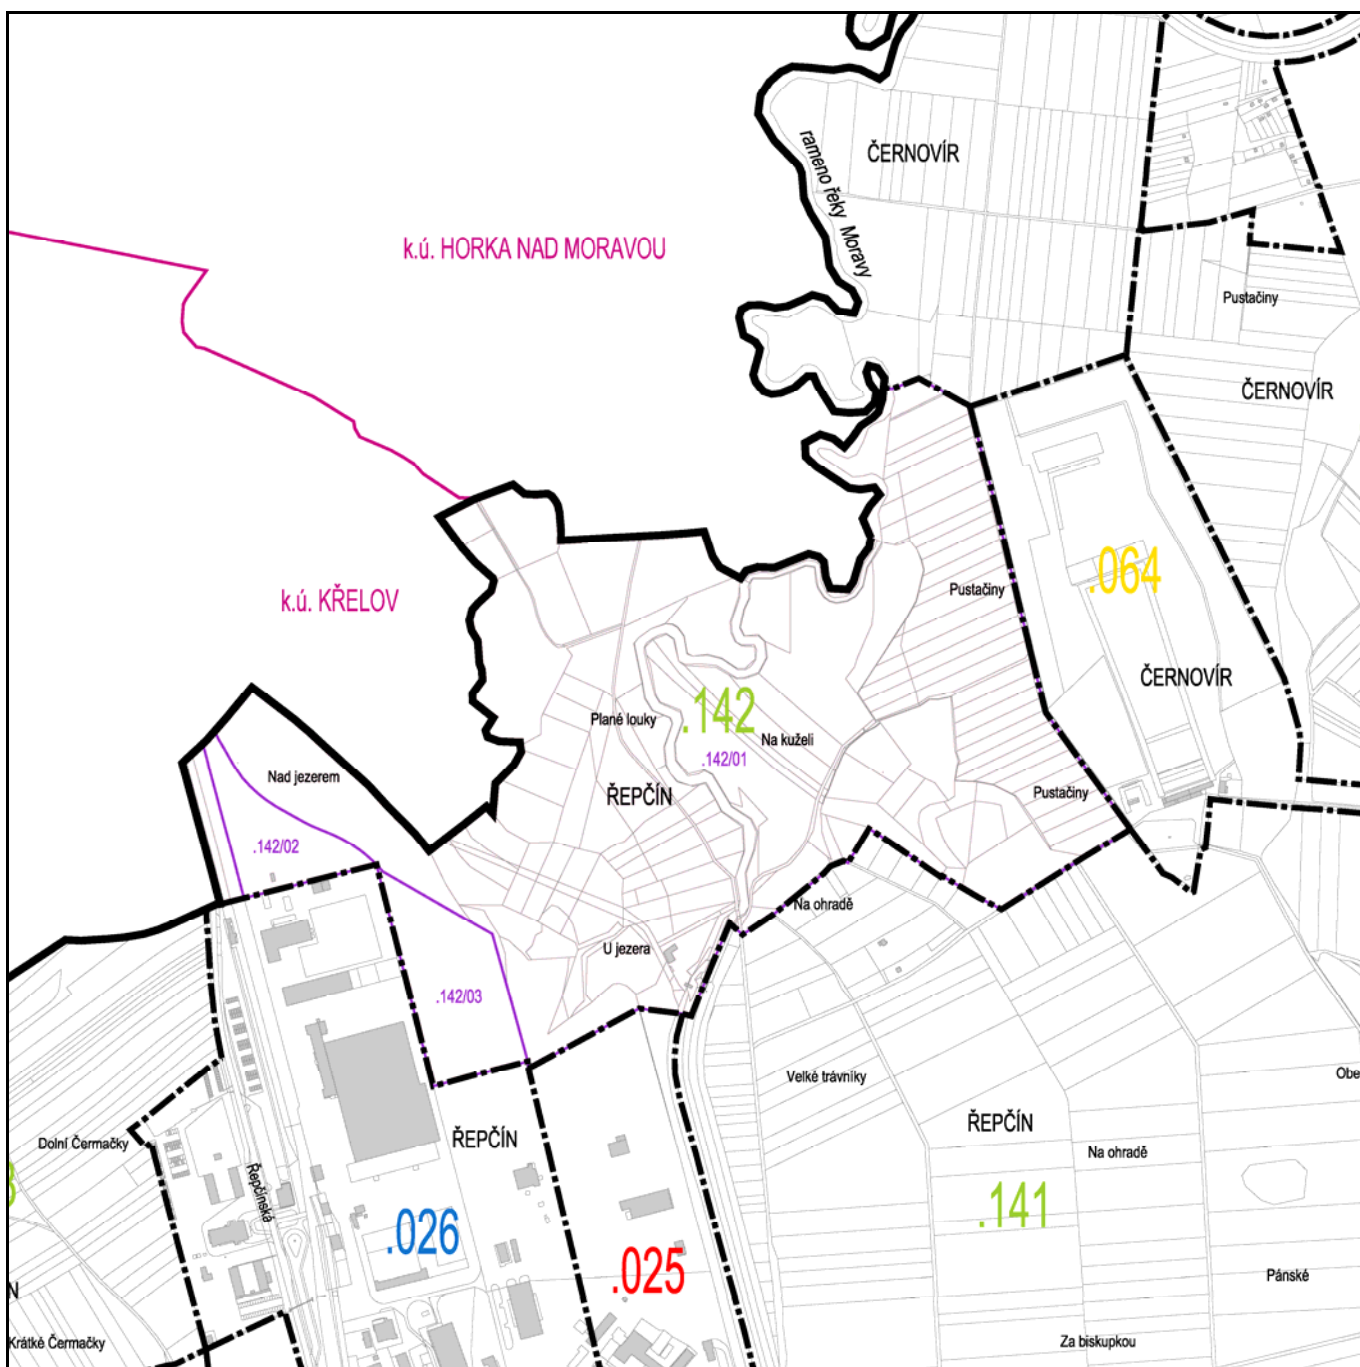 ČERNOVÍR
rameno řeky Moravy
k.ú. HORKA NAD MORAVOU
Pustačiny
ČERNOVÍR
.064
k.ú. KŘELOV
Pustačiny
ČERNOVÍR
.142
Plané louky
Na kuželi
.142/01
Nad jezerem
ŘEPČÍN
Pustačiny
.142/02
Na ohradě
U jezera
.142/03
Velké trávníky
Obe
ŘEPČÍN
Dolní Čermačky
ŘEPČÍN
Na ohradě
Řepčínská
.141
.026
.025
Pánské
N
Krátké Čermačky
Za biskupkou